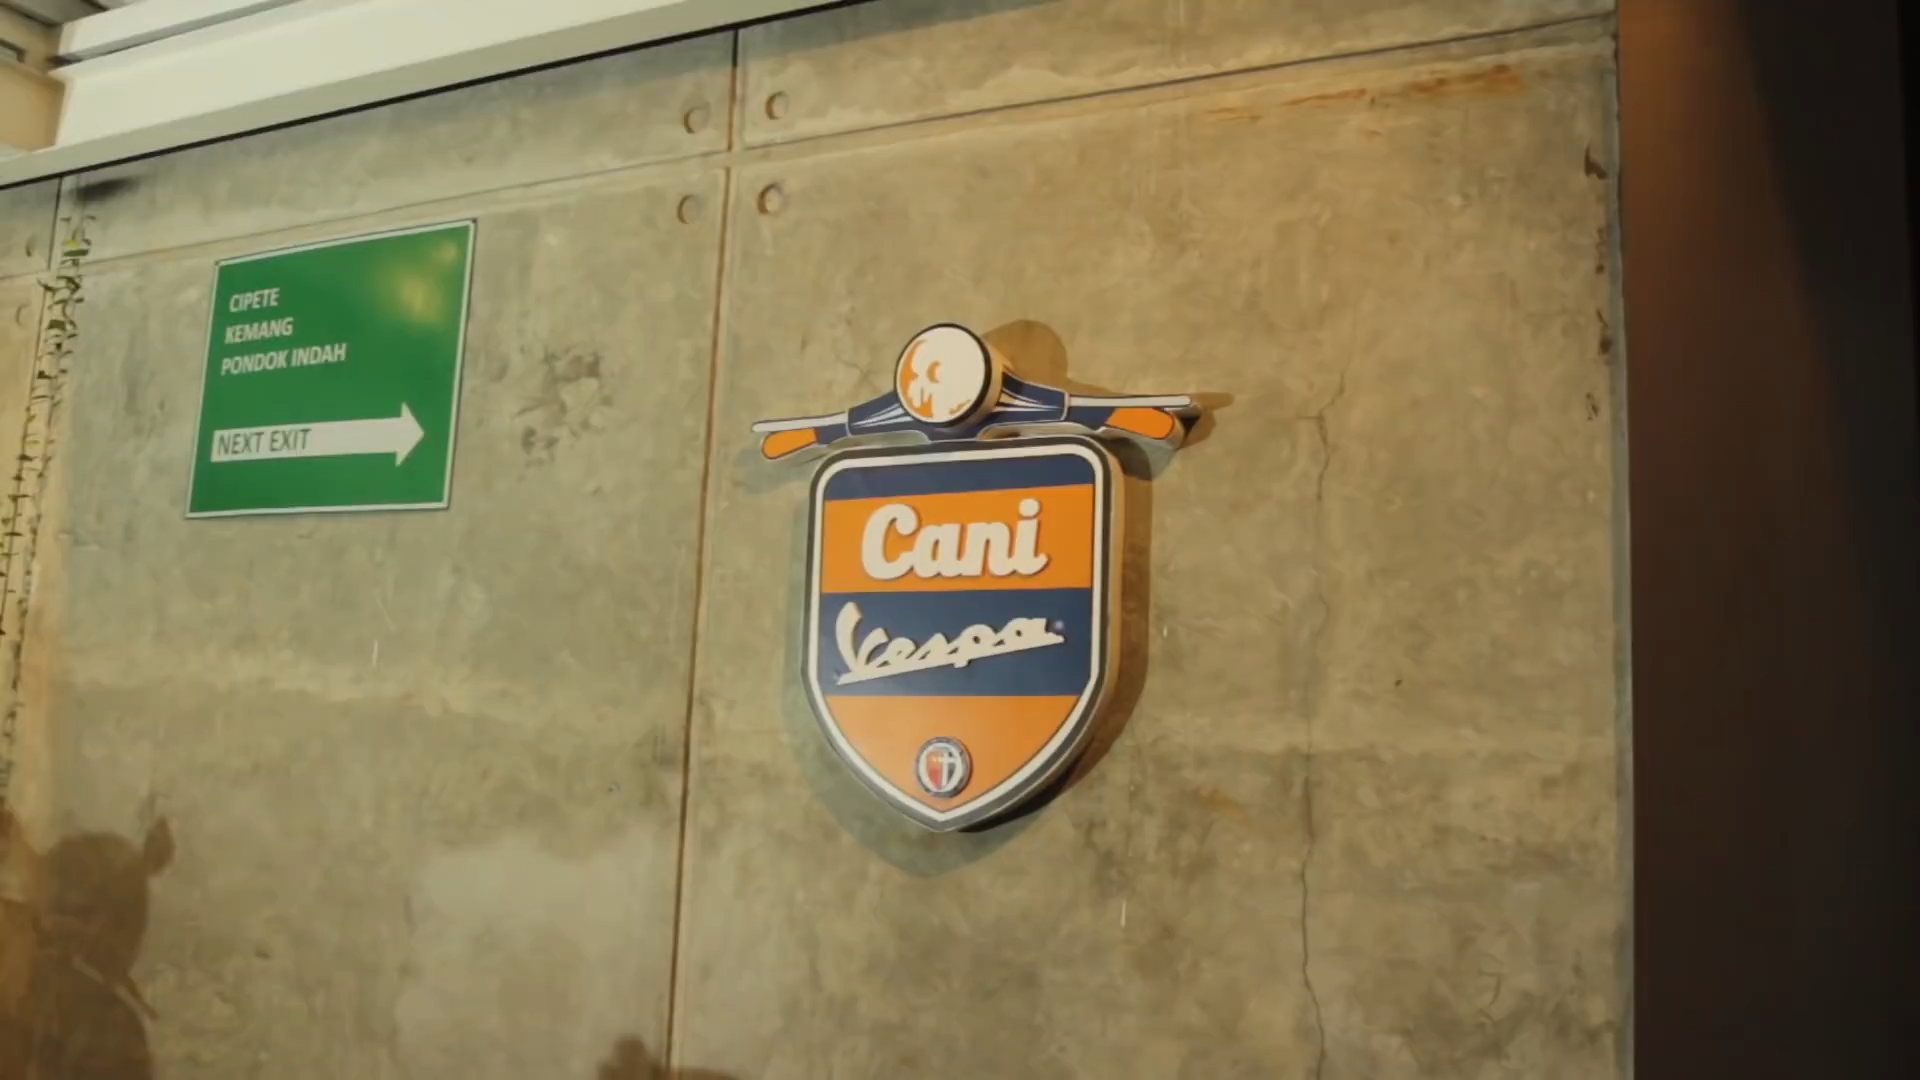 CIPETE
KEMANG
PONDOK INDAH
NEXT EXIT
Cani
Vespa